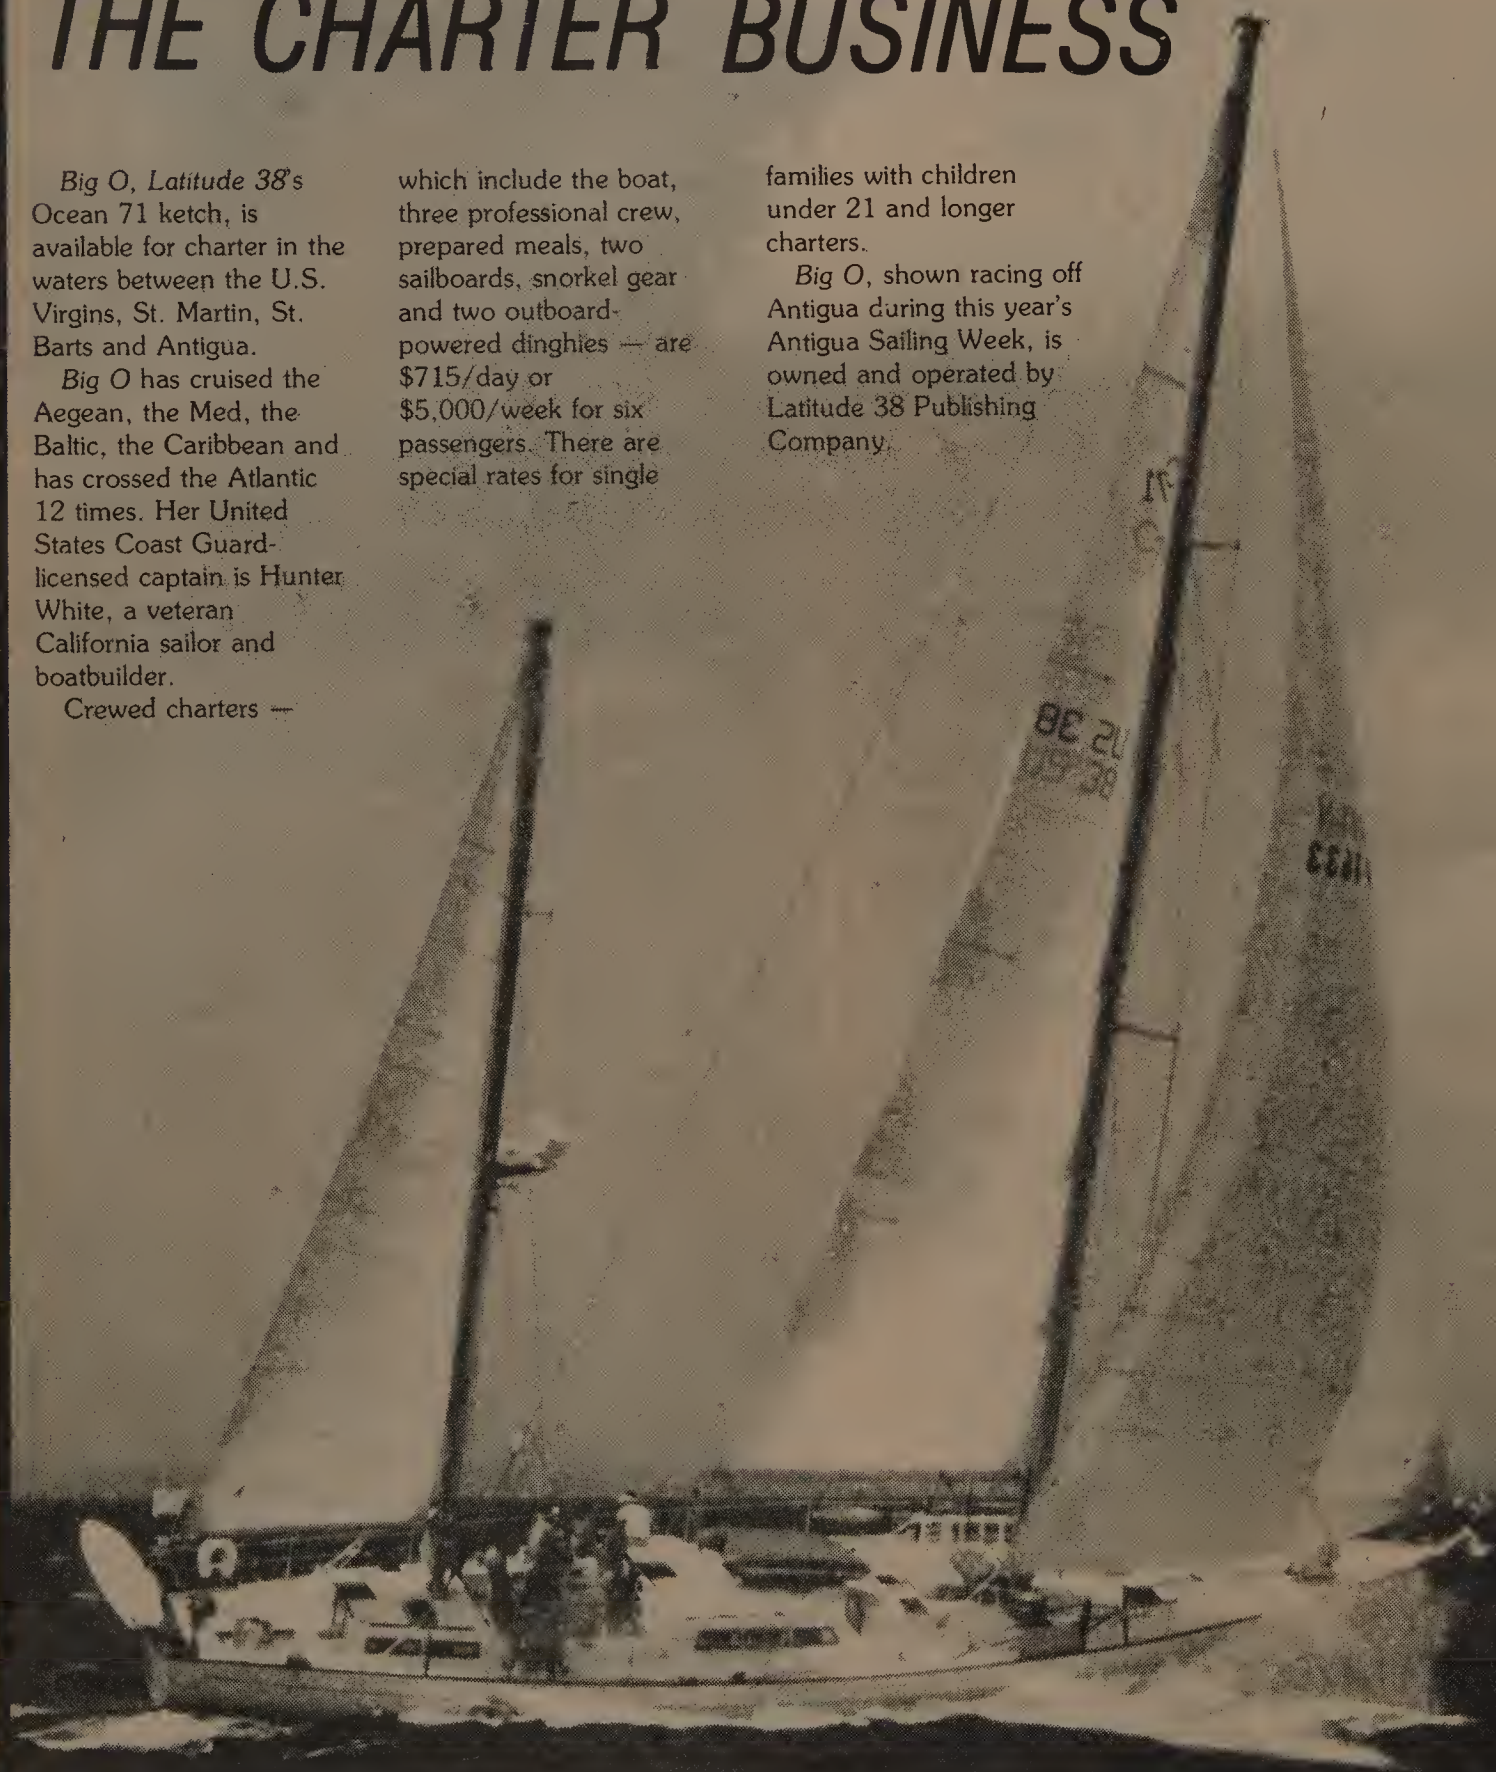 THE CHARTER BUSINESS
Big O, Latitude 38's
Ocean 71 ketch, is
available for charter in the
waters between the U.S.
Virgins, St. Martin, St.
Barts and Antigua.
Big O has cruised the
Aegean, the Med, the
Baltic, the Caribbean and
has crossed the Atlantic
12 times. Her United
States Coast Guard-
licensed captain is Hunter
White, a veteran
California sailor and
boatbuilder.
Crewed charters —
which include the boat,
three professional crew,
prepared meals, two
sailboards, snorkel gear
and two outboard-
powered dinghies — are
$715/day or
$5,000/week for six
passengers. There are
special rates for single
families with children
under 21 and longer
charters.
Big O, shown racing off
Antigua during this year's
Antigua Sailing Week, is
owned and operated by
Latitude 38 Publishing
Company.
71
US 38